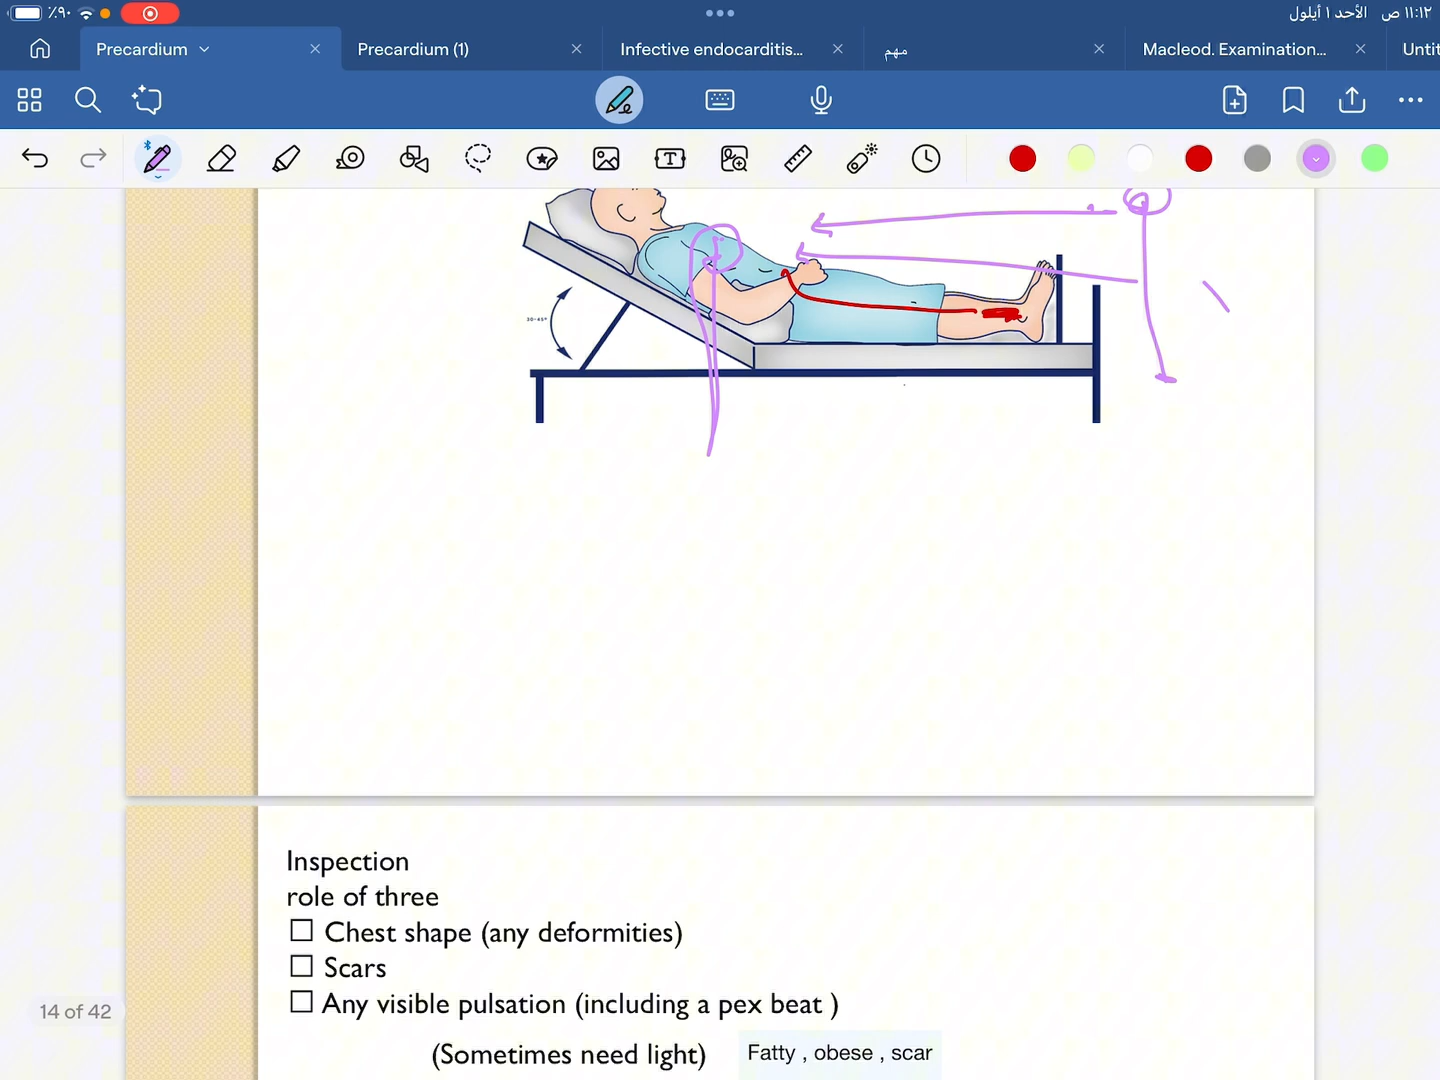 ٪٩٠
الأحد ١ أيلول ١١:١٢ ص
Precardium
Precardium (1)
Infective endocarditis...
مهم
Macleod. Examination...
Untit
30-45°
Inspection
role of three
☐ Chest shape (any deformities)
☐ Scars
☐ Any visible pulsation (including a pex beat )
(Sometimes need light)
Fatty , obese , scar
14 of 42